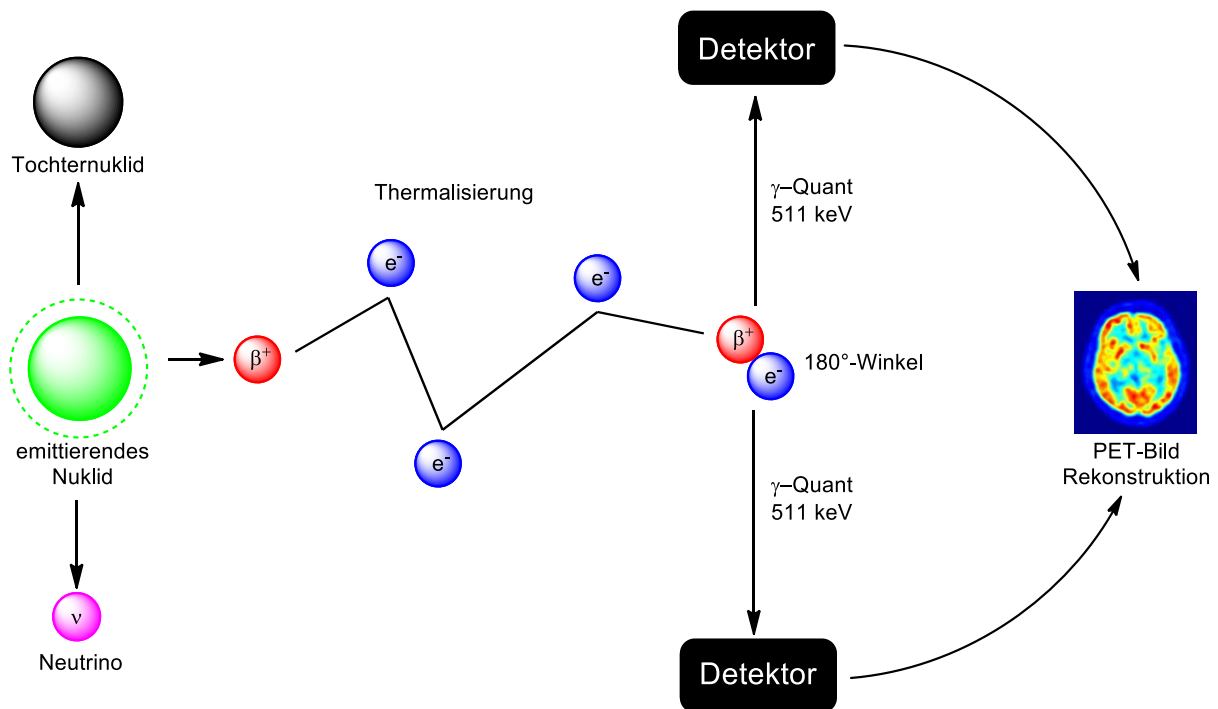 Detektor
Tochternuklid
Thermalisierung
γ–Quant
511 keV
e-
e-
β+
β+
e-
180°-Winkel
emittierendes
Nuklid
e-
PET-Bild
Rekonstruktion
γ–Quant
511 keV
ν
Neutrino
Detektor